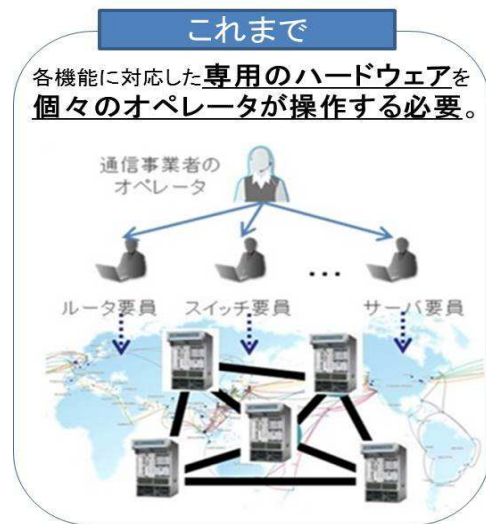 これまで
各機能に対応した専用のハードウェアを
個々のオペレータが操作する必要。
通信事業者の
オペレータ
...
ルータ要員 スイッチ要員 サーバ要員